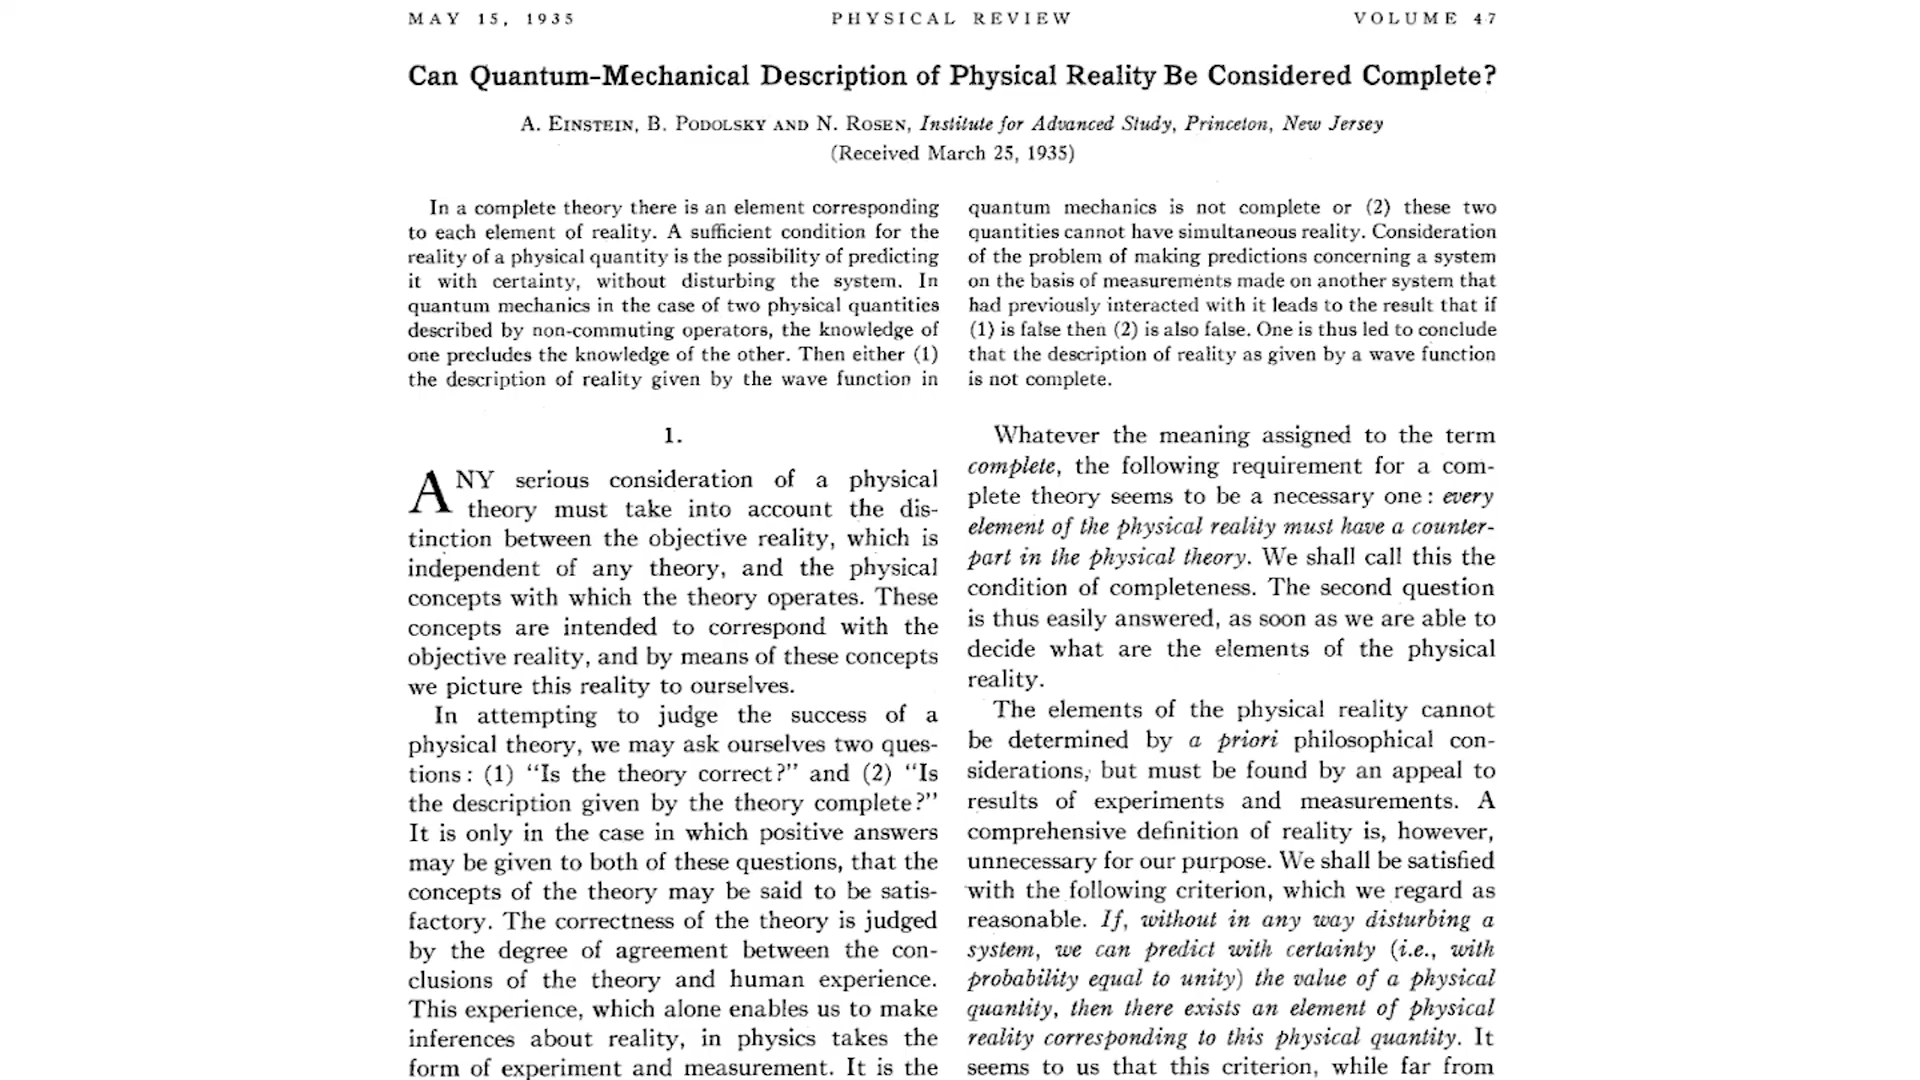 MAY 15, 1935 PHYSICAL REVIEW VOLUME 47
Can Quantum-Mechanical Description of Physical Reality Be Considered Complete?
A. EINSTEIN, B. PODOLSKY AND N. ROSEN, Institute for Advanced Study, Princeton, New Jersey
(Received March 25, 1935)
In a complete theory there is an element corresponding
to each element of reality. A sufficient condition for the
reality of a physical quantity is the possibility of predicting
it with certainty, without disturbing the system. In
quantum mechanics in the case of two physical quantities
described by non-commuting operators, the knowledge of
one precludes the knowledge of the other. Then either (1)
the description of reality given by the wave function in
quantum mechanics is not complete or (2) these two
quantities cannot have simultaneous reality. Consideration
of the problem of making predictions concerning a system
on the basis of measurements made on another system that
had previously interacted with it leads to the result that if
(1) is false then (2) is also false. One is thus led to conclude
that the description of reality as given by a wave function
is not complete.
1.
ANY serious consideration of a physical
theory must take into account the dis-
tinction between the objective reality, which is
independent of any theory, and the physical
concepts with which the theory operates. These
concepts are intended to correspond with the
objective reality, and by means of these concepts
we picture this reality to ourselves.
In attempting to judge the success of a
physical theory, we may ask ourselves two ques-
tions: (1) "Is the theory correct?" and (2) "Is
the description given by the theory complete?"
It is only in the case in which positive answers
may be given to both of these questions, that the
concepts of the theory may be said to be satis-
factory. The correctness of the theory is judged
by the degree of agreement between the con-
clusions of the theory and human experience.
This experience, which alone enables us to make
inferences about reality, in physics takes the
form of experiment and measurement. It is the
Whatever the meaning assigned to the term
complete, the following requirement for a com-
plete theory seems to be a necessary one: every
element of the physical reality must have a counter-
part in the physical theory. We shall call this the
condition of completeness. The second question
is thus easily answered, as soon as we are able to
decide what are the elements of the physical
reality.
The elements of the physical reality cannot
be determined by a priori philosophical con-
siderations, but must be found by an appeal to
results of experiments and measurements. A
comprehensive definition of reality is, however,
unnecessary for our purpose. We shall be satisfied
with the following criterion, which we regard as
reasonable. If, without in any way disturbing a
system, we can predict with certainty (i.e., with
probability equal to unity) the value of a physical
quantity, then there exists an element of physical
reality corresponding to this physical quantity. It
seems to us that this criterion, while far from